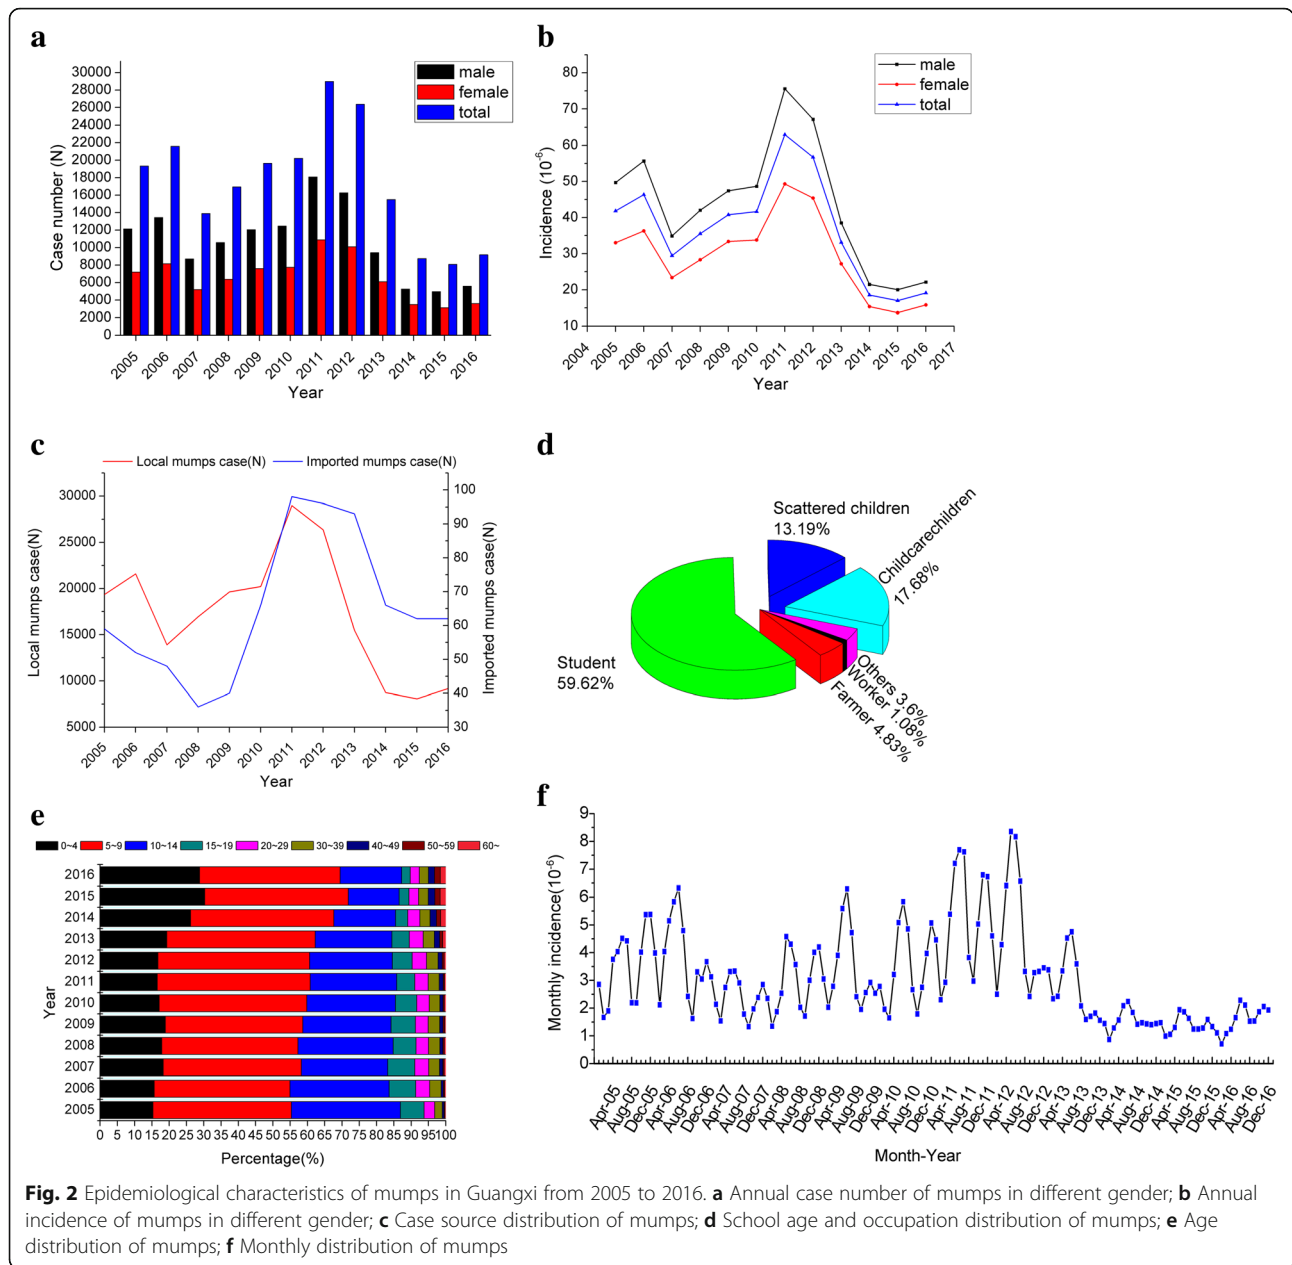 a
30000
28000
26000
24000
22000
20000
18000
16000
14000
12000
10000
8000
6000
4000
2000
0
Case number (N)
male
female
total
2005 2006 2007 2008 2009 2010 2011 2012 2013 2014 2015 2016
Year
b
80
70
60
50
40
30
20
10
Incidence (10-6)
male
female
total
2004 2005 2006 2007 2008 2009 2010 2011 2012 2013 2014 2015 2016 2017
Year
c
Local mumps case(N) Imported mumps case(N)
30000
25000
20000
15000
10000
5000
Local mumps case(N)
100
90
80
70
60
50
40
30
Imported mumps case(N)
2005 2006 2007 2008 2009 2010 2011 2012 2013 2014 2015 2016
Year
d
Scattered children
13.19%
Childcarechildren
17.68%
Others 3.6%
Worker 1.08%
Farmer 4.83%
Student
59.62%
e
0~4 5~9 10~14 15~19 20~29 30~39 40~49 50~59 60~
2016
2015
2014
2013
2012
2011
2010
2009
2008
2007
2006
2005
Year
0 5 10 15 20 25 30 35 40 45 50 55 60 65 70 75 80 85 90 95 100
Percentage(%)
f
9
8
7
6
5
4
3
2
1
0
Monthly incidence(10-6)
Apr-05 Aug-05 Dec-05 Apr-06 Aug-06 Dec-06 Apr-07 Aug-07 Dec-07 Apr-08 Aug-08 Dec-08 Apr-09 Aug-09 Dec-09 Apr-10 Aug-10 Dec-10 Apr-11 Aug-11 Dec-11 Apr-12 Aug-12 Dec-12 Apr-13 Aug-13 Dec-13 Apr-14 Aug-14 Dec-14 Apr-15 Aug-15 Dec-15 Apr-16 Aug-16 Dec-16
Month-Year
Fig. 2 Epidemiological characteristics of mumps in Guangxi from 2005 to 2016. a Annual case number of mumps in different gender; b Annual
incidence of mumps in different gender; c Case source distribution of mumps; d School age and occupation distribution of mumps; e Age
distribution of mumps; f Monthly distribution of mumps